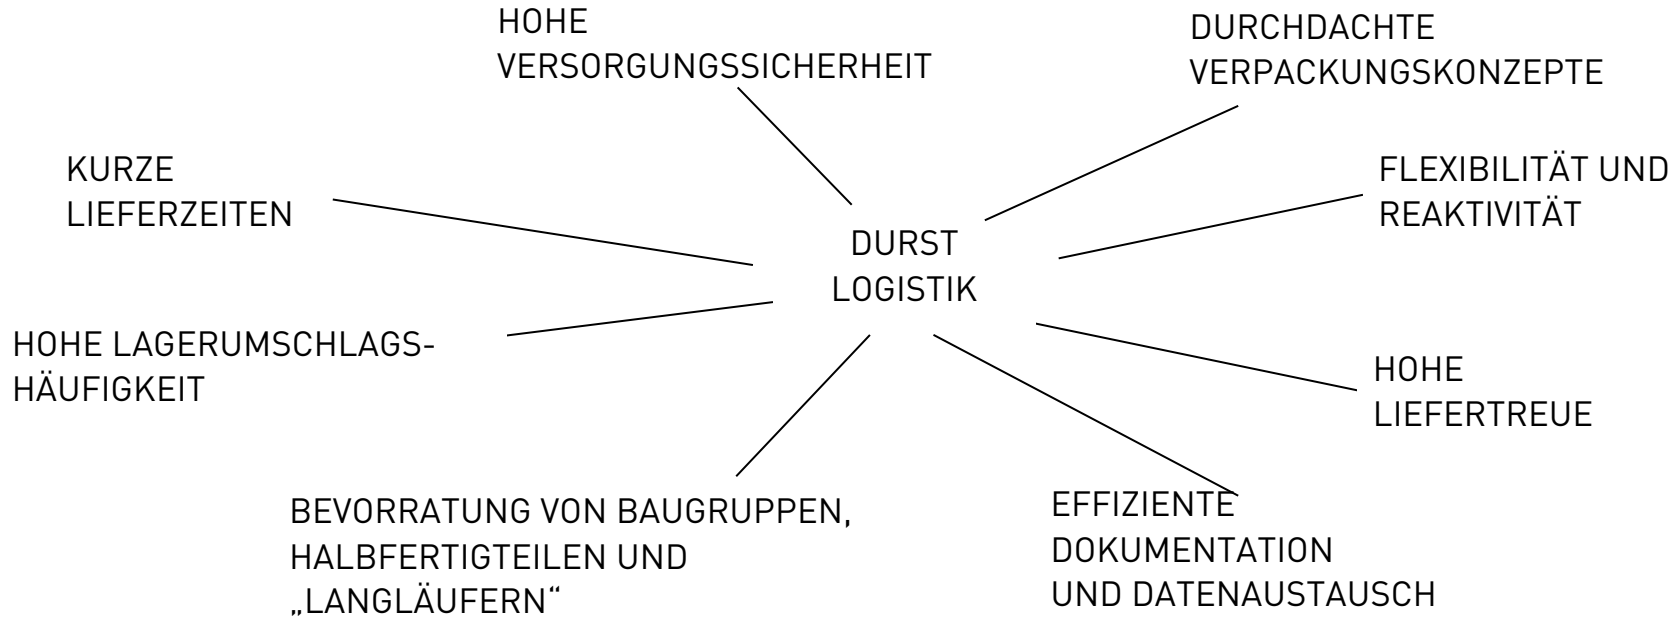 HOHE
VERSORGUNGSSICHERHEIT
DURCHDACHTE
VERPACKUNGSKONZEPTE
KURZE
LIEFERZEITEN
FLEXIBILITÄT UND
REAKTIVITÄT
DURST
LOGISTIK
HOHE LAGERUMSCHLAGS-
HÄUFIGKEIT
HOHE
LIEFERTREUE
BEVORRATUNG VON BAUGRUPPEN,
HALBFERTIGTEILEN UND
„LANGLÄUFERN“
EFFIZIENTE
DOKUMENTATION
UND DATENAUSTAUSCH